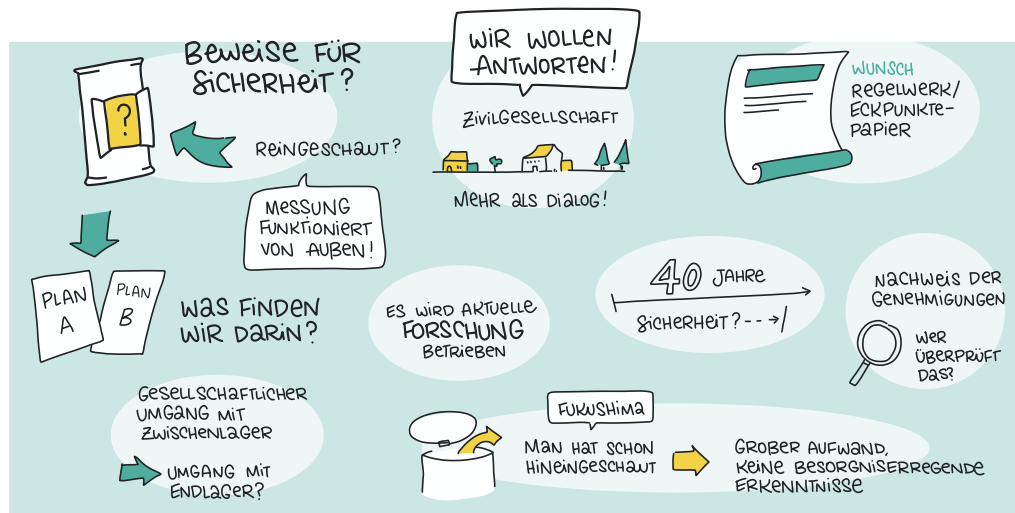 BEWEISE FÜR
SICHERHEIT?
?
REINGESCHAUT?
MESSUNG
FUNKTIONIERT
VON AUßEN!
PLAN
A
PLAN
B
WAS FINDEN
WIR DARIN?
WIR WOLLEN
ANTWORTEN!
ZIVILGESELLSCHAFT
MEHR ALS DIALOG!
WUNSCH
REGELWERK/
ECKPUNKTE-
PAPIER
ES WIRD AKTUELLE
FORSCHUNG
BETRIEBEN
40 JAHRE
SICHERHEIT?
NACHWEIS DER
GENEHMIGUNGEN
WER
ÜBERPRÜFT
DAS?
GESELLSCHAFTLICHER
UMGANG MIT
ZWISCHENLAGER
UMGANG MIT
ENDLAGER?
FUKUSHIMA
MAN HAT SCHON
HINEINGESCHAUT
GROßER AUFWAND,
KEINE BESORGNISERREGENDE
ERKENNTNISSE